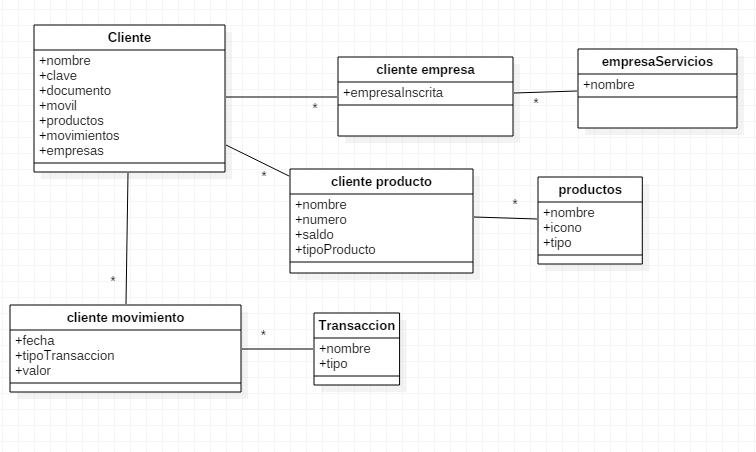 Cliente
+nombre
+clave
+documento
+movil
+productos
+movimientos
+empresas
*
cliente empresa
+empresaInscrita
*
empresaServicios
+nombre
*
cliente producto
+nombre
+numero
+saldo
+tipoProducto
*
productos
+nombre
+icono
+tipo
*
cliente movimiento
+fecha
+tipoTransaccion
+valor
*
Transaccion
+nombre
+tipo